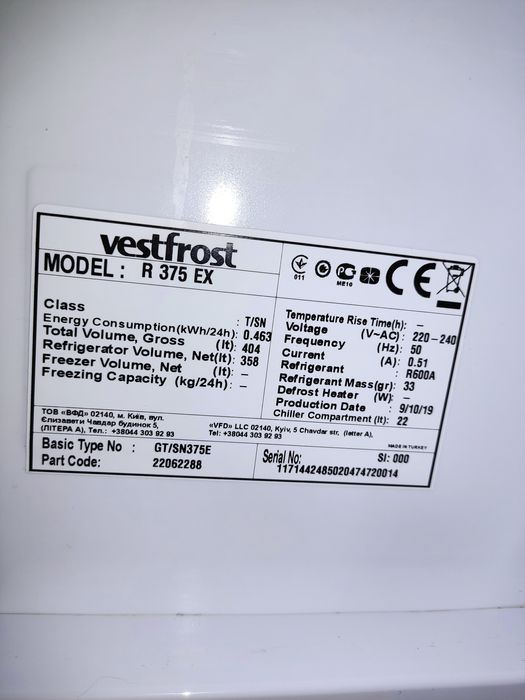 vestfrost
MODEL : R 375 EX
011
ME10
CE
Class : T/SN
Energy Consumption(kWh/24h): 0.463
Total Volume, Gross (lt): 404
Refrigerator Volume, Net(lt): 358
Freezer Volume, Net (lt): –
Freezing Capacity (kg/24h): –
Temperature Rise Time(h): –
Voltage (V~AC): 220 – 240
Frequency (Hz): 50
Current (A): 0.51
Refrigerant : R600A
Refrigerant Mass(gr): 33
Defrost Heater (W): –
Production Date : 9/10/19
Chiller Compartment (lt): 22
ТОВ «ВФД» 02140, м. Київ, вул.
Єлизавети Чавдар будинок 5,
(ЛІТЕРА А), Тел.: +38044 303 92 93
«VFD» LLC 02140, Kyiv, 5 Chavdar str, (letter A),
Tel: +38044 303 92 93
MADE IN TURKEY
Basic Type No : GT/SN375E
Part Code: 22062288
Serial No: SI: 000
1171442485020474720014